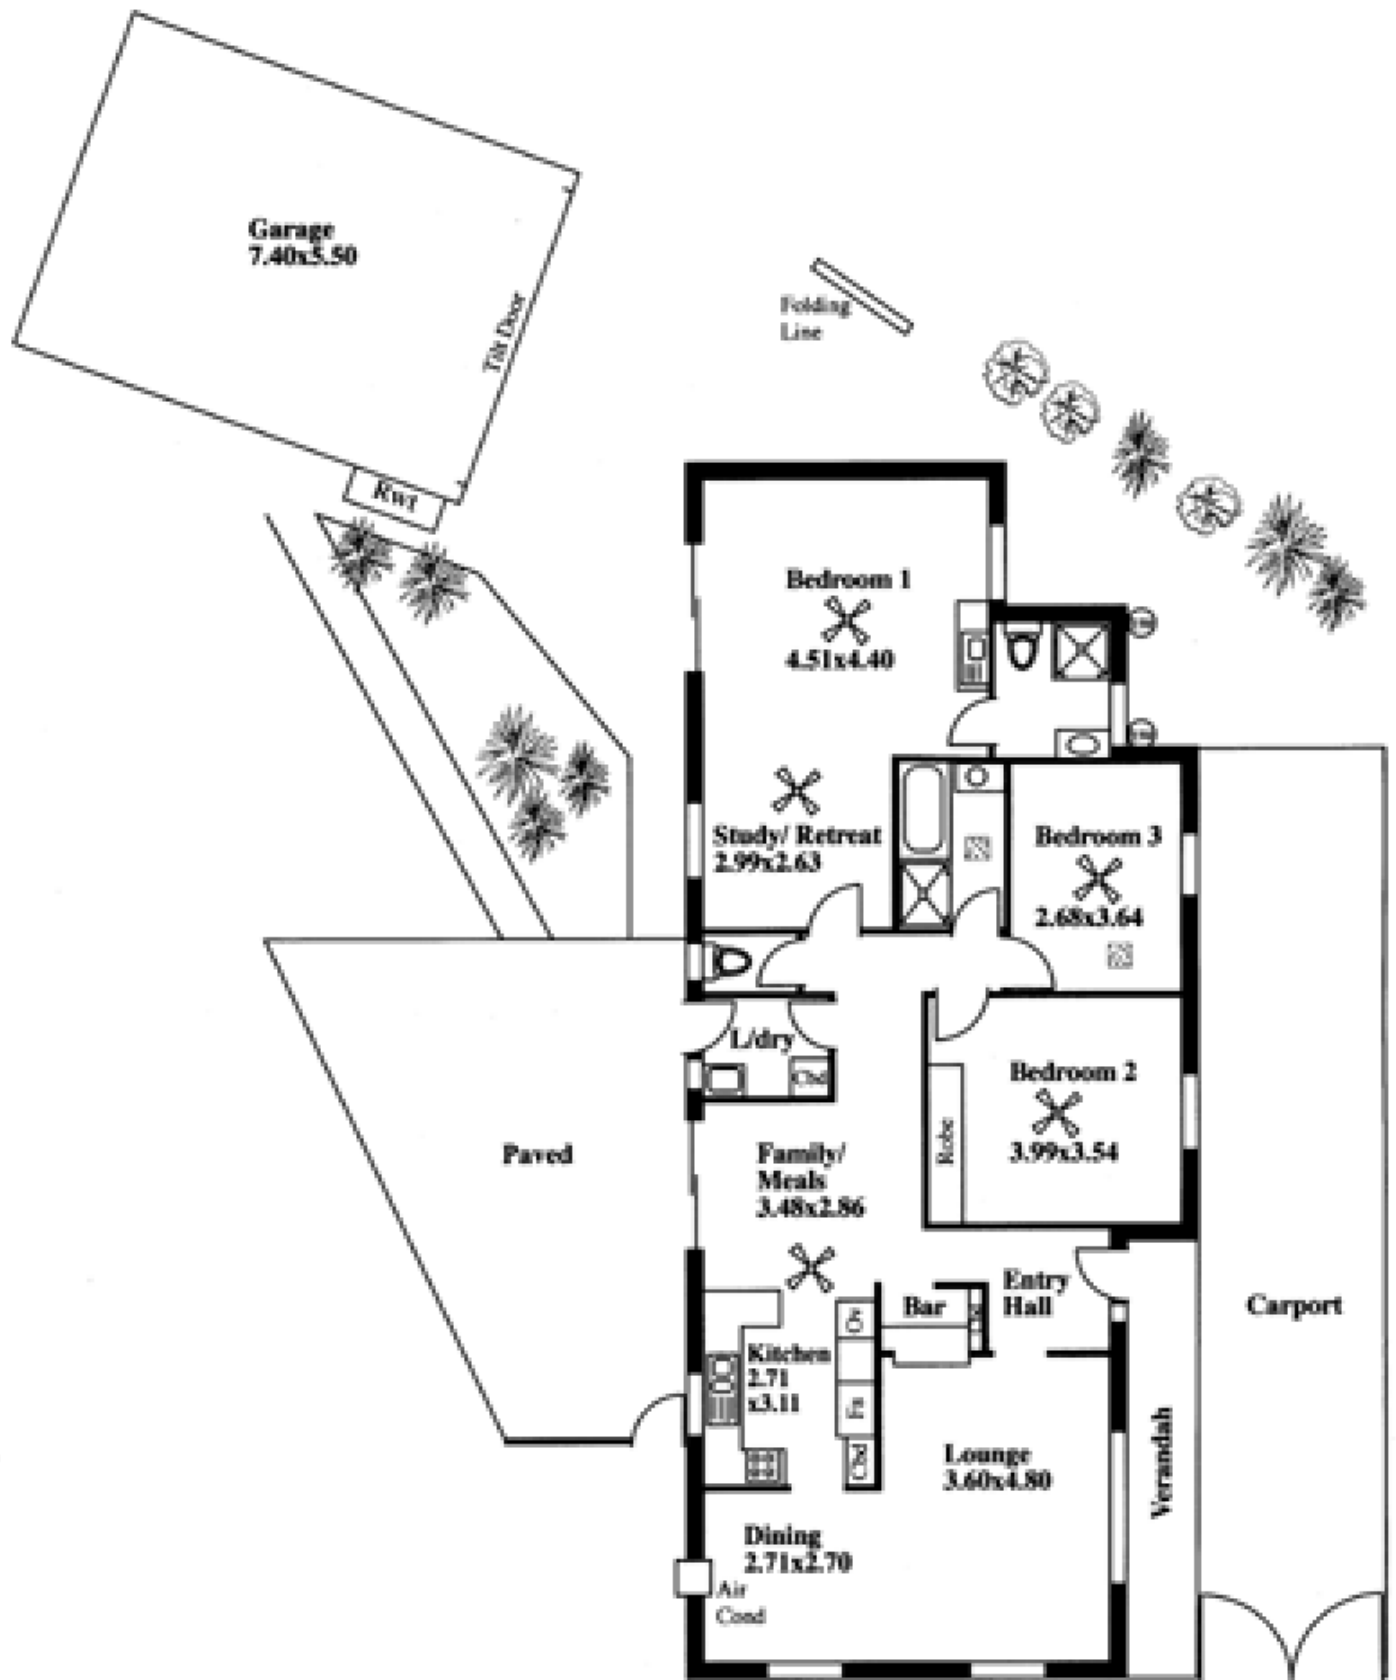 Garage
7.40x5.50
Tilt Door
Rwt
Folding
Line
Bedroom 1
4.51x4.40
Study/ Retreat
2.99x2.63
Bedroom 3
2.68x3.64
L/dry
Cbd
Bedroom 2
3.99x3.54
Robe
Paved
Family/
Meals
3.48x2.86
Entry
Hall
Bar
Carport
Kitchen
2.71
x3.11
Cbd
Lounge
3.60x4.80
Verandah
Dining
2.71x2.70
Air
Cond